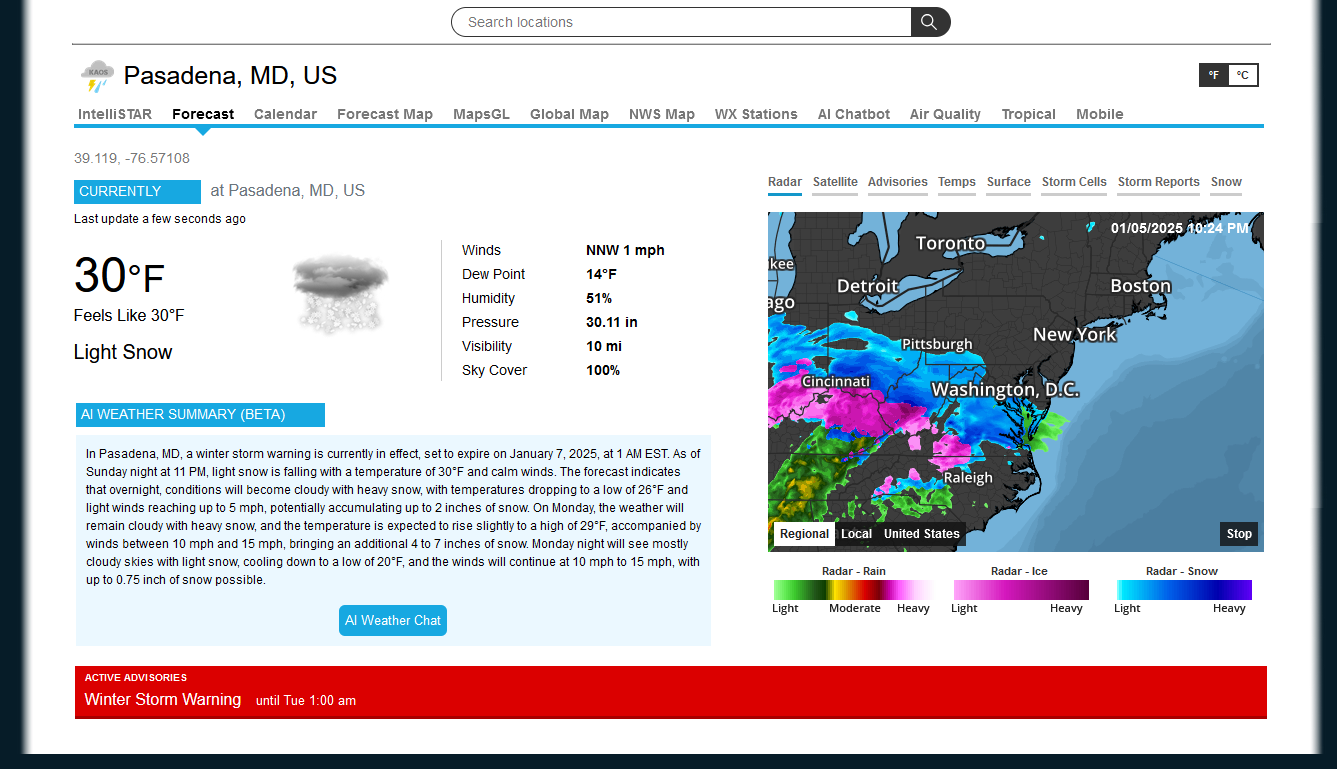 Search locations
KAOS
Pasadena, MD, US
°F °C
IntelliSTAR Forecast Calendar Forecast Map MapsGL Global Map NWS Map WX Stations AI Chatbot Air Quality Tropical Mobile
39.119, -76.57108
CURRENTLY at Pasadena, MD, US
Last update a few seconds ago
30°F
Feels Like 30°F
Light Snow
Winds NNW 1 mph
Dew Point 14°F
Humidity 51%
Pressure 30.11 in
Visibility 10 mi
Sky Cover 100%
AI WEATHER SUMMARY (BETA)
In Pasadena, MD, a winter storm warning is currently in effect, set to expire on January 7, 2025, at 1 AM EST. As of
Sunday night at 11 PM, light snow is falling with a temperature of 30°F and calm winds. The forecast indicates
that overnight, conditions will become cloudy with heavy snow, with temperatures dropping to a low of 26°F and
light winds reaching up to 5 mph, potentially accumulating up to 2 inches of snow. On Monday, the weather will
remain cloudy with heavy snow, and the temperature is expected to rise slightly to a high of 29°F, accompanied by
winds between 10 mph and 15 mph, bringing an additional 4 to 7 inches of snow. Monday night will see mostly
cloudy skies with light snow, cooling down to a low of 20°F, and the winds will continue at 10 mph to 15 mph, with
up to 0.75 inch of snow possible.
AI Weather Chat
Radar Satellite Advisories Temps Surface Storm Cells Storm Reports Snow
01/05/2025 10:24 PM
Toronto
kee
Detroit
Boston
ago
New York
Pittsburgh
Cincinnati
Washington, D.C.
Raleigh
Regional Local United States Stop
Radar - Rain
Light Moderate Heavy
Radar - Ice
Light Heavy
Radar - Snow
Light Heavy
ACTIVE ADVISORIES
Winter Storm Warning until Tue 1:00 am